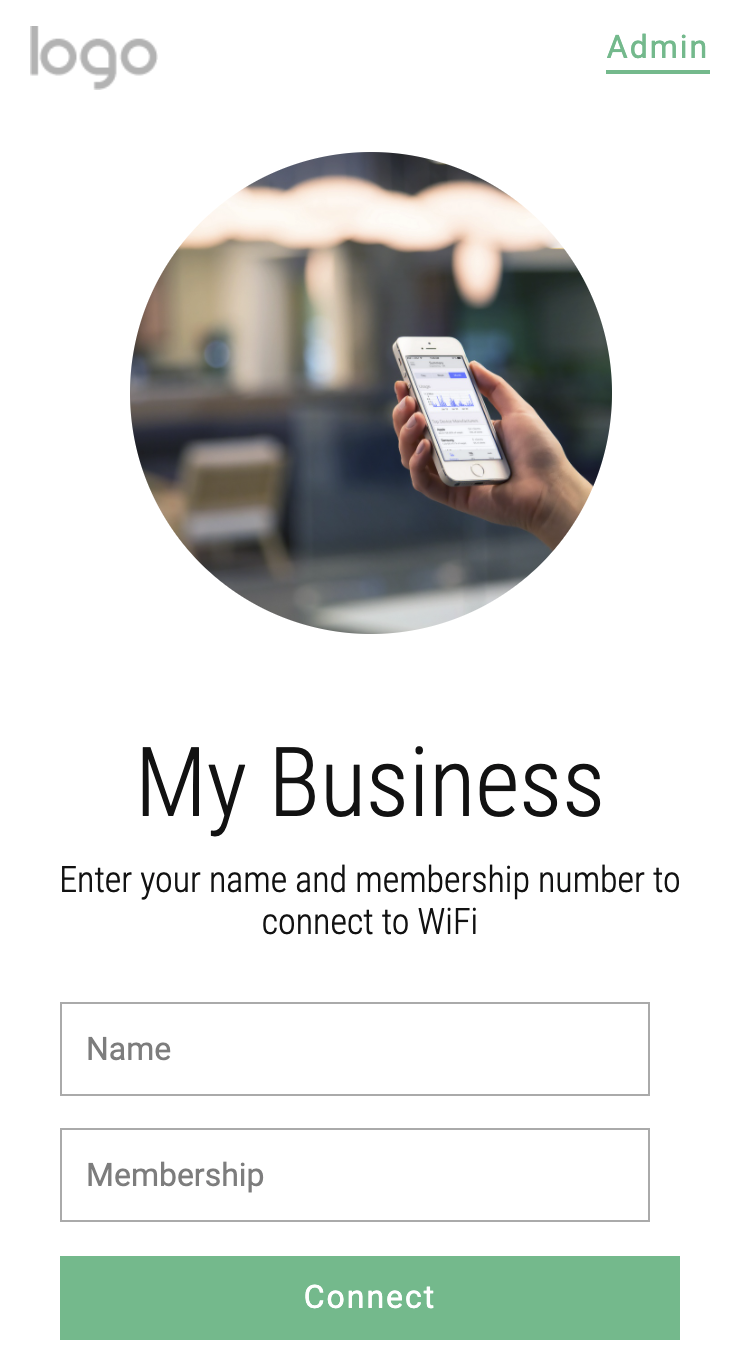 logo
Admin
My Business
Enter your name and membership number to
connect to WiFi
Name
Membership
Connect